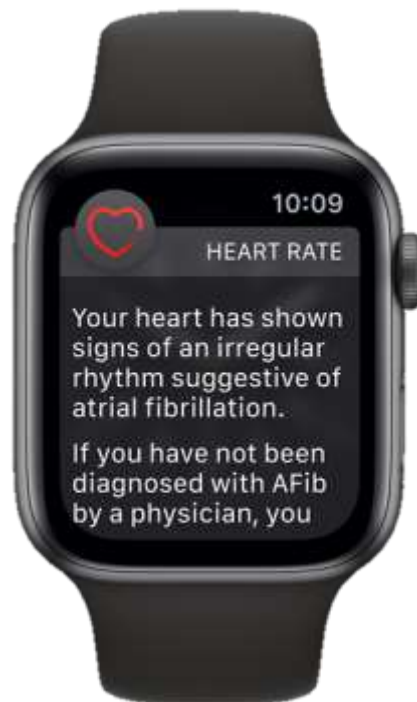 10:09
HEART RATE
Your heart has shown
signs of an irregular
rhythm suggestive of
atrial fibrillation.
If you have not been
diagnosed with AFib
by a physician, you